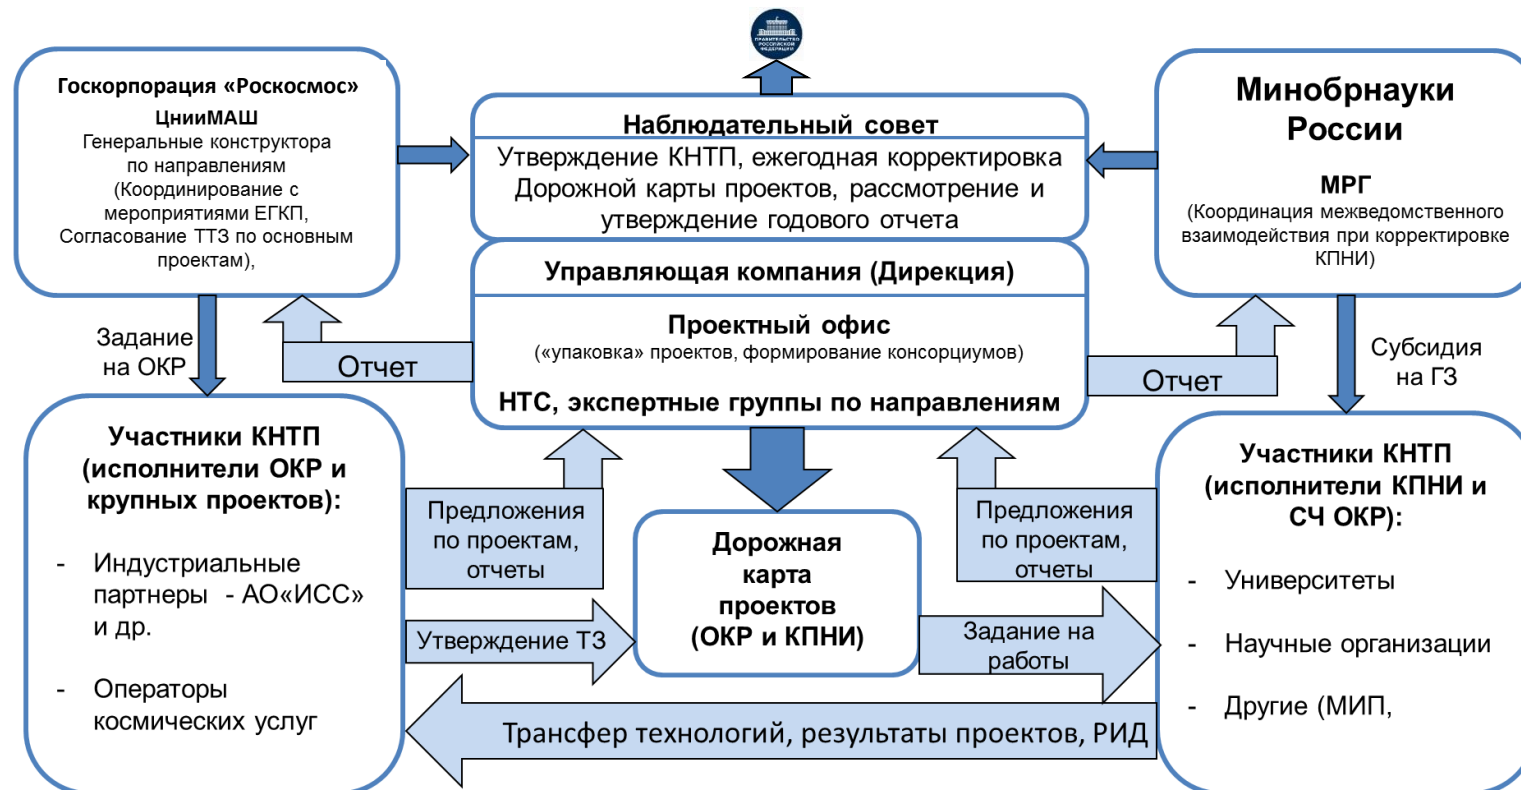 ПРАВИТЕЛЬСТВО
РОССИЙСКОЙ
ФЕДЕРАЦИИ
Госкорпорация «Роскосмос»
ЦнииМАШ
Генеральные конструктора
по направлениям
(Координирование с
мероприятиями ЕГКП,
Согласование ТТЗ по основным
проектам),
Наблюдательный совет
Утверждение КНТП, ежегодная корректировка
Дорожной карты проектов, рассмотрение и
утверждение годового отчета
Минобрнауки
России
МРГ
(Координация межведомственного
взаимодействия при корректировке
КПНИ)
Управляющая компания (Дирекция)
Проектный офис
(«упаковка» проектов, формирование консорциумов)
НТС, экспертные группы по направлениям
Задание
на ОКР
Отчет
Отчет
Субсидия
на ГЗ
Участники КНТП
(исполнители ОКР и
крупных проектов):
- Индустриальные
партнеры - АО«ИСС»
и др.
- Операторы
космических услуг
Предложения
по проектам,
отчеты
Утверждение ТЗ
Дорожная
карта
проектов
(ОКР и КПНИ)
Предложения
по проектам,
отчеты
Задание на
работы
Участники КНТП
(исполнители КПНИ и
СЧ ОКР):
- Университеты
- Научные организации
- Другие (МИП,
Трансфер технологий, результаты проектов, РИД